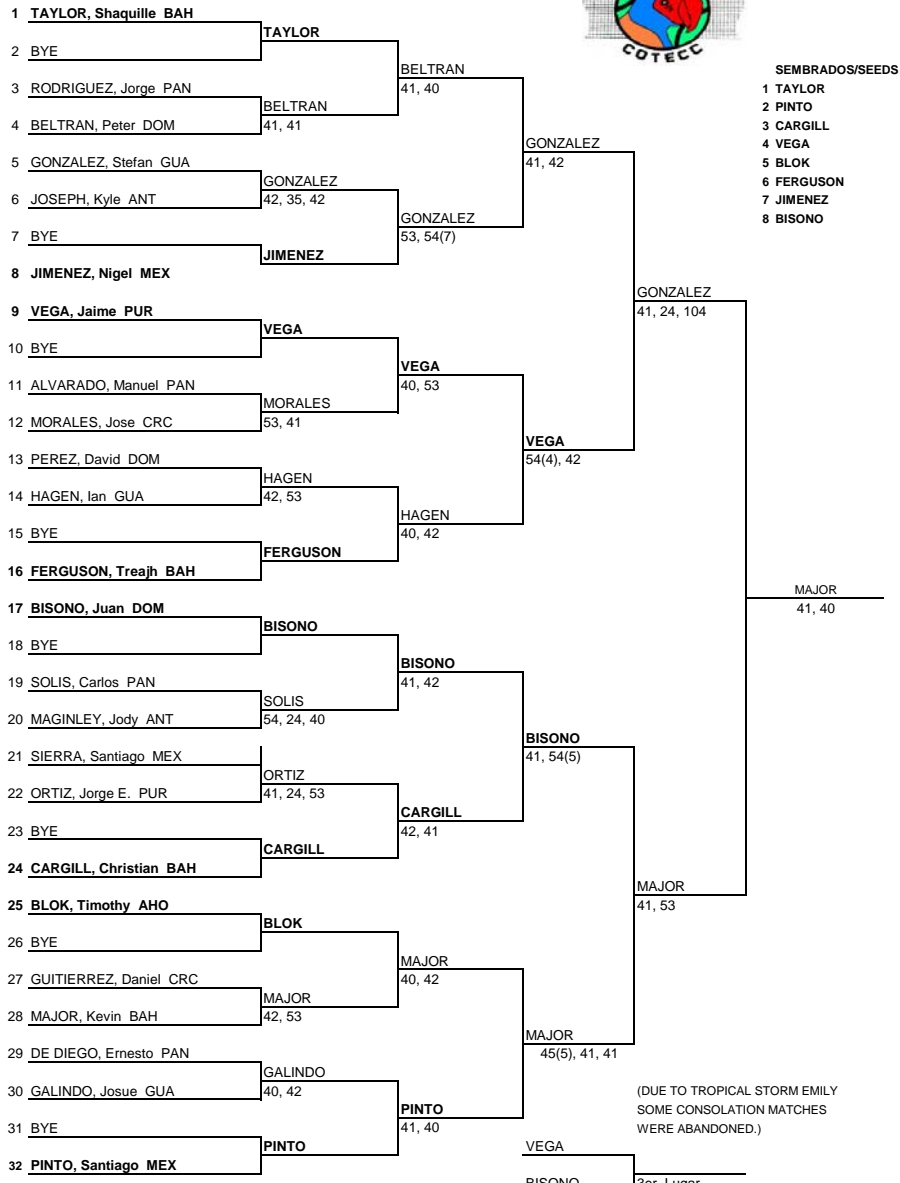 COTECC
SEMBRADOS/SEEDS
1 TAYLOR
2 PINTO
3 CARGILL
4 VEGA
5 BLOK
6 FERGUSON
7 JIMENEZ
8 BISONO
1 TAYLOR, Shaquille BAH
2 BYE
3 RODRIGUEZ, Jorge PAN
4 BELTRAN, Peter DOM
5 GONZALEZ, Stefan GUA
6 JOSEPH, Kyle ANT
7 BYE
8 JIMENEZ, Nigel MEX
9 VEGA, Jaime PUR
10 BYE
11 ALVARADO, Manuel PAN
12 MORALES, Jose CRC
13 PEREZ, David DOM
14 HAGEN, Ian GUA
15 BYE
16 FERGUSON, Treajh BAH
17 BISONO, Juan DOM
18 BYE
19 SOLIS, Carlos PAN
20 MAGINLEY, Jody ANT
21 SIERRA, Santiago MEX
22 ORTIZ, Jorge E. PUR
23 BYE
24 CARGILL, Christian BAH
25 BLOK, Timothy AHO
26 BYE
27 GUITIERREZ, Daniel CRC
28 MAJOR, Kevin BAH
29 DE DIEGO, Ernesto PAN
30 GALINDO, Josue GUA
31 BYE
32 PINTO, Santiago MEX
TAYLOR
BELTRAN
41, 41
GONZALEZ
42, 35, 42
JIMENEZ
VEGA
MORALES
53, 41
HAGEN
42, 53
FERGUSON
BISONO
SOLIS
54, 24, 40
ORTIZ
41, 24, 53
CARGILL
BLOK
MAJOR
42, 53
GALINDO
40, 42
PINTO
BELTRAN
41, 40
GONZALEZ
53, 54(7)
VEGA
40, 53
HAGEN
40, 42
BISONO
41, 42
CARGILL
42, 41
MAJOR
40, 42
PINTO
41, 40
GONZALEZ
41, 42
VEGA
54(4), 42
BISONO
41, 54(5)
MAJOR
45(5), 41, 41
GONZALEZ
41, 24, 104
MAJOR
41, 53
MAJOR
41, 40
(DUE TO TROPICAL STORM EMILY
SOME CONSOLATION MATCHES
WERE ABANDONED.)
VEGA
BISONO
3er. Lugar